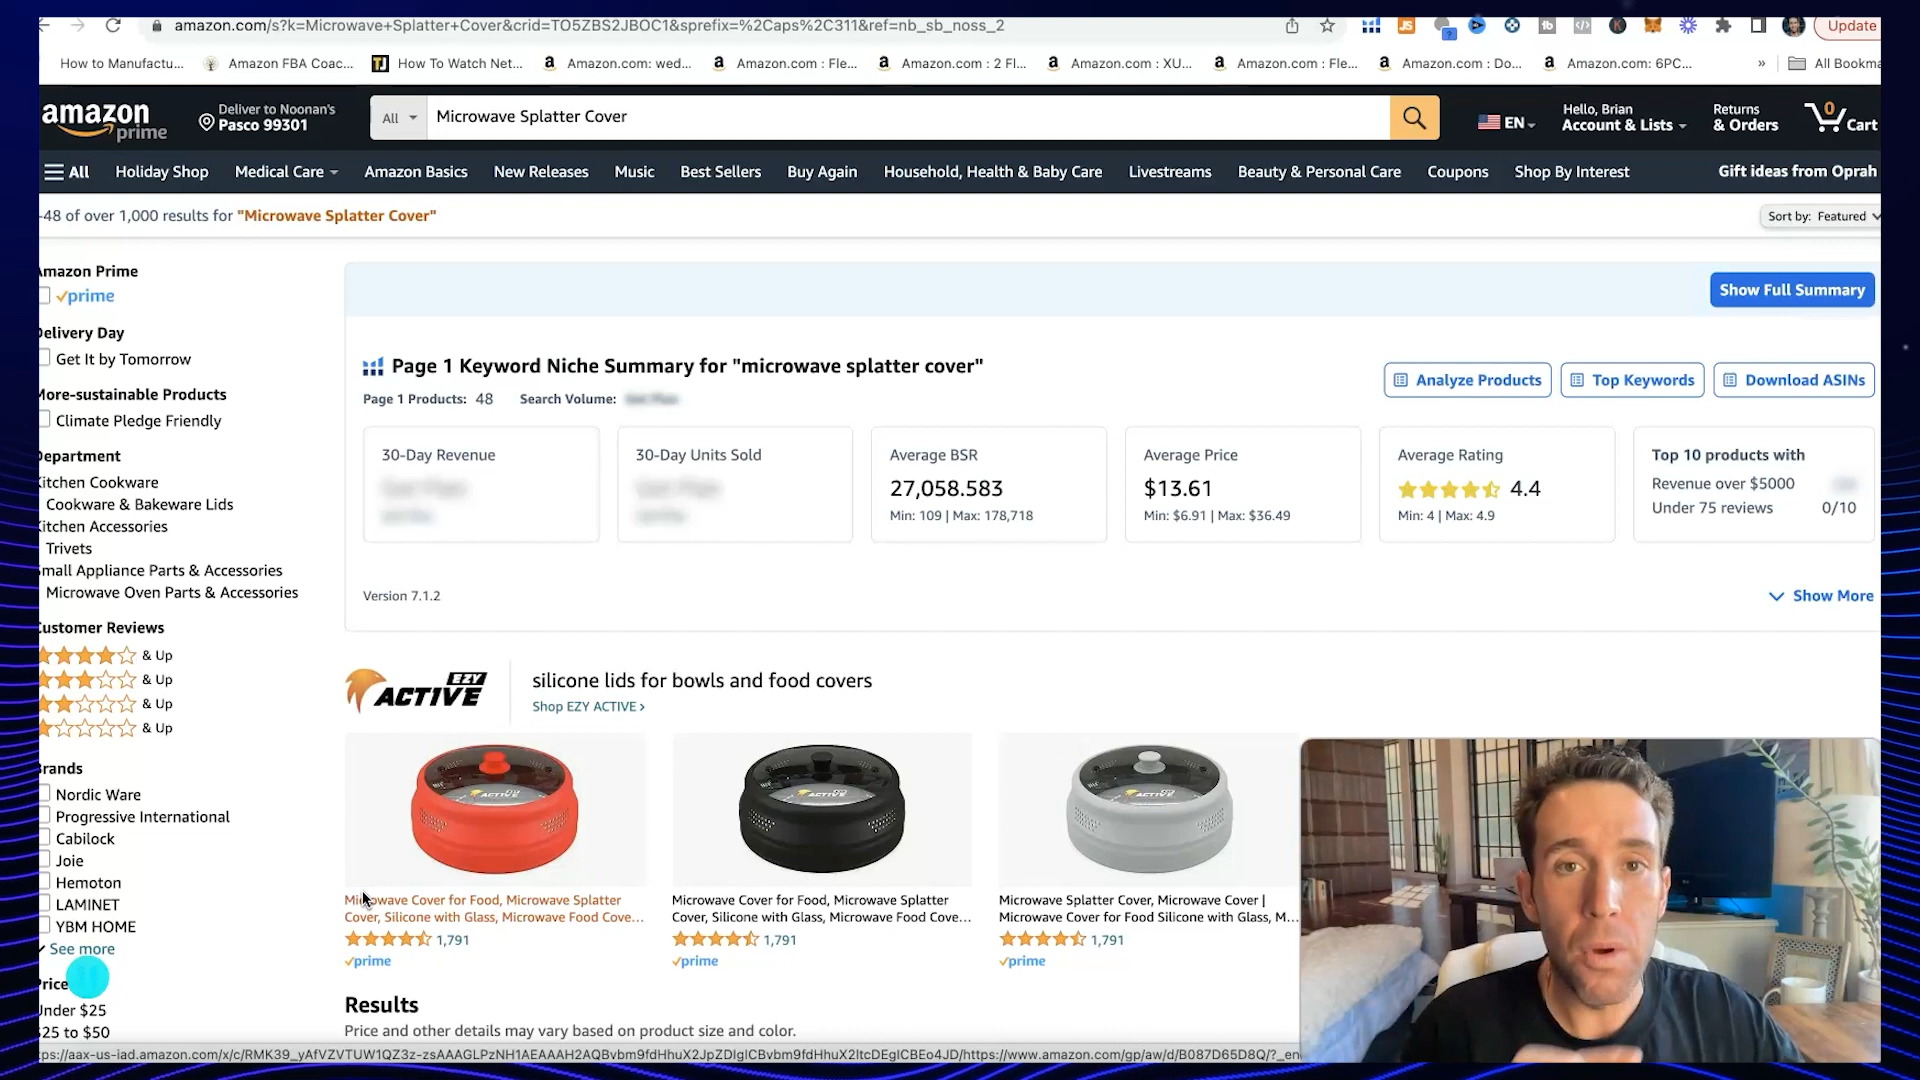 amazon.com/s?k=Microwave+Splatter+Cover&crid=TO5ZBS2JBOC1&sprefix=%2Caps%2C311&ref=nb_sb_noss_2
Update
How to Manufactu...
Amazon FBA Coac...
How To Watch Net...
Amazon.com: wed...
Amazon.com : Fle...
Amazon.com : 2 Fl...
Amazon.com : XU...
Amazon.com : Fle...
Amazon.com : Do...
Amazon.com: 6PC...
»
All Bookma
amazon prime
Deliver to Noonan's
Pasco 99301
All
Microwave Splatter Cover
EN
Hello, Brian
Account & Lists
Returns
& Orders
0
Cart
All
Holiday Shop
Medical Care
Amazon Basics
New Releases
Music
Best Sellers
Buy Again
Household, Health & Baby Care
Livestreams
Beauty & Personal Care
Coupons
Shop By Interest
Gift ideas from Oprah
-48 of over 1,000 results for "Microwave Splatter Cover"
Sort by: Featured
Amazon Prime
prime
Delivery Day
Get It by Tomorrow
More-sustainable Products
Climate Pledge Friendly
Department
Kitchen Cookware
Cookware & Bakeware Lids
Kitchen Accessories
Trivets
Small Appliance Parts & Accessories
Microwave Oven Parts & Accessories
Customer Reviews
& Up
& Up
& Up
& Up
Brands
Nordic Ware
Progressive International
Cabilock
Joie
Hemoton
LAMINET
YBM HOME
See more
Price
Under $25
$25 to $50
Show Full Summary
Page 1 Keyword Niche Summary for "microwave splatter cover"
Page 1 Products: 48
Search Volume:
Analyze Products
Top Keywords
Download ASINs
30-Day Revenue
30-Day Units Sold
Average BSR
27,058.583
Min: 109 | Max: 178,718
Average Price
$13.61
Min: $6.91 | Max: $36.49
Average Rating
4.4
Min: 4 | Max: 4.9
Top 10 products with
Revenue over $5000
Under 75 reviews 0/10
Version 7.1.2
Show More
EZY
ACTIVE
silicone lids for bowls and food covers
Shop EZY ACTIVE ›
Microwave Cover for Food, Microwave Splatter
Cover, Silicone with Glass, Microwave Food Cove...
1,791
prime
Microwave Cover for Food, Microwave Splatter
Cover, Silicone with Glass, Microwave Food Cove...
1,791
prime
Microwave Splatter Cover, Microwave Cover |
Microwave Cover for Food Silicone with Glass, M...
1,791
prime
Results
Price and other details may vary based on product size and color.